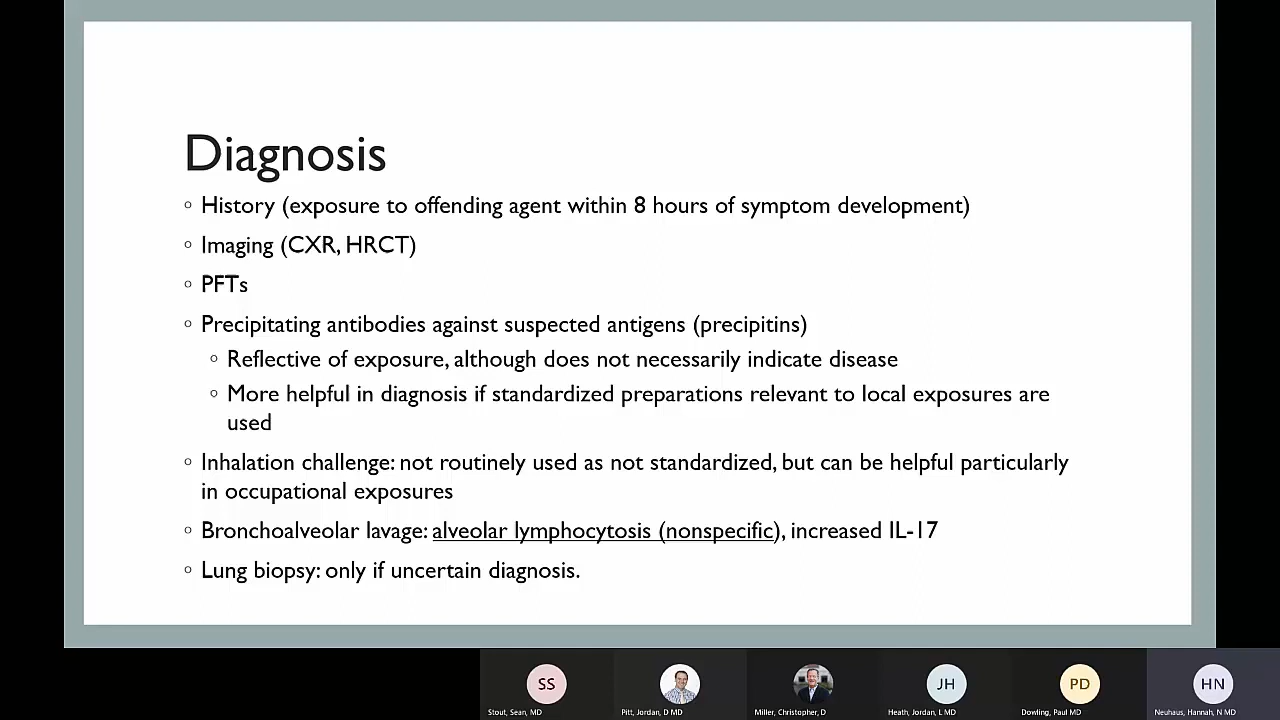 Diagnosis
History (exposure to offending agent within 8 hours of symptom development)
Imaging (CXR, HRCT)
PFTs
Precipitating antibodies against suspected antigens (precipitins)
Reflective of exposure, although does not necessarily indicate disease
More helpful in diagnosis if standardized preparations relevant to local exposures are
used
Inhalation challenge: not routinely used as not standardized, but can be helpful particularly
in occupational exposures
Bronchoalveolar lavage: alveolar lymphocytosis (nonspecific), increased IL-17
Lung biopsy: only if uncertain diagnosis.
SS
JH
PD
HN
Stout, Sean, MD
Pitt, Jordan, D MD
Miller, Christopher, D
Heath, Jordan, L MD
Dowling, Paul MD
Neuhaus, Hannah, N MD